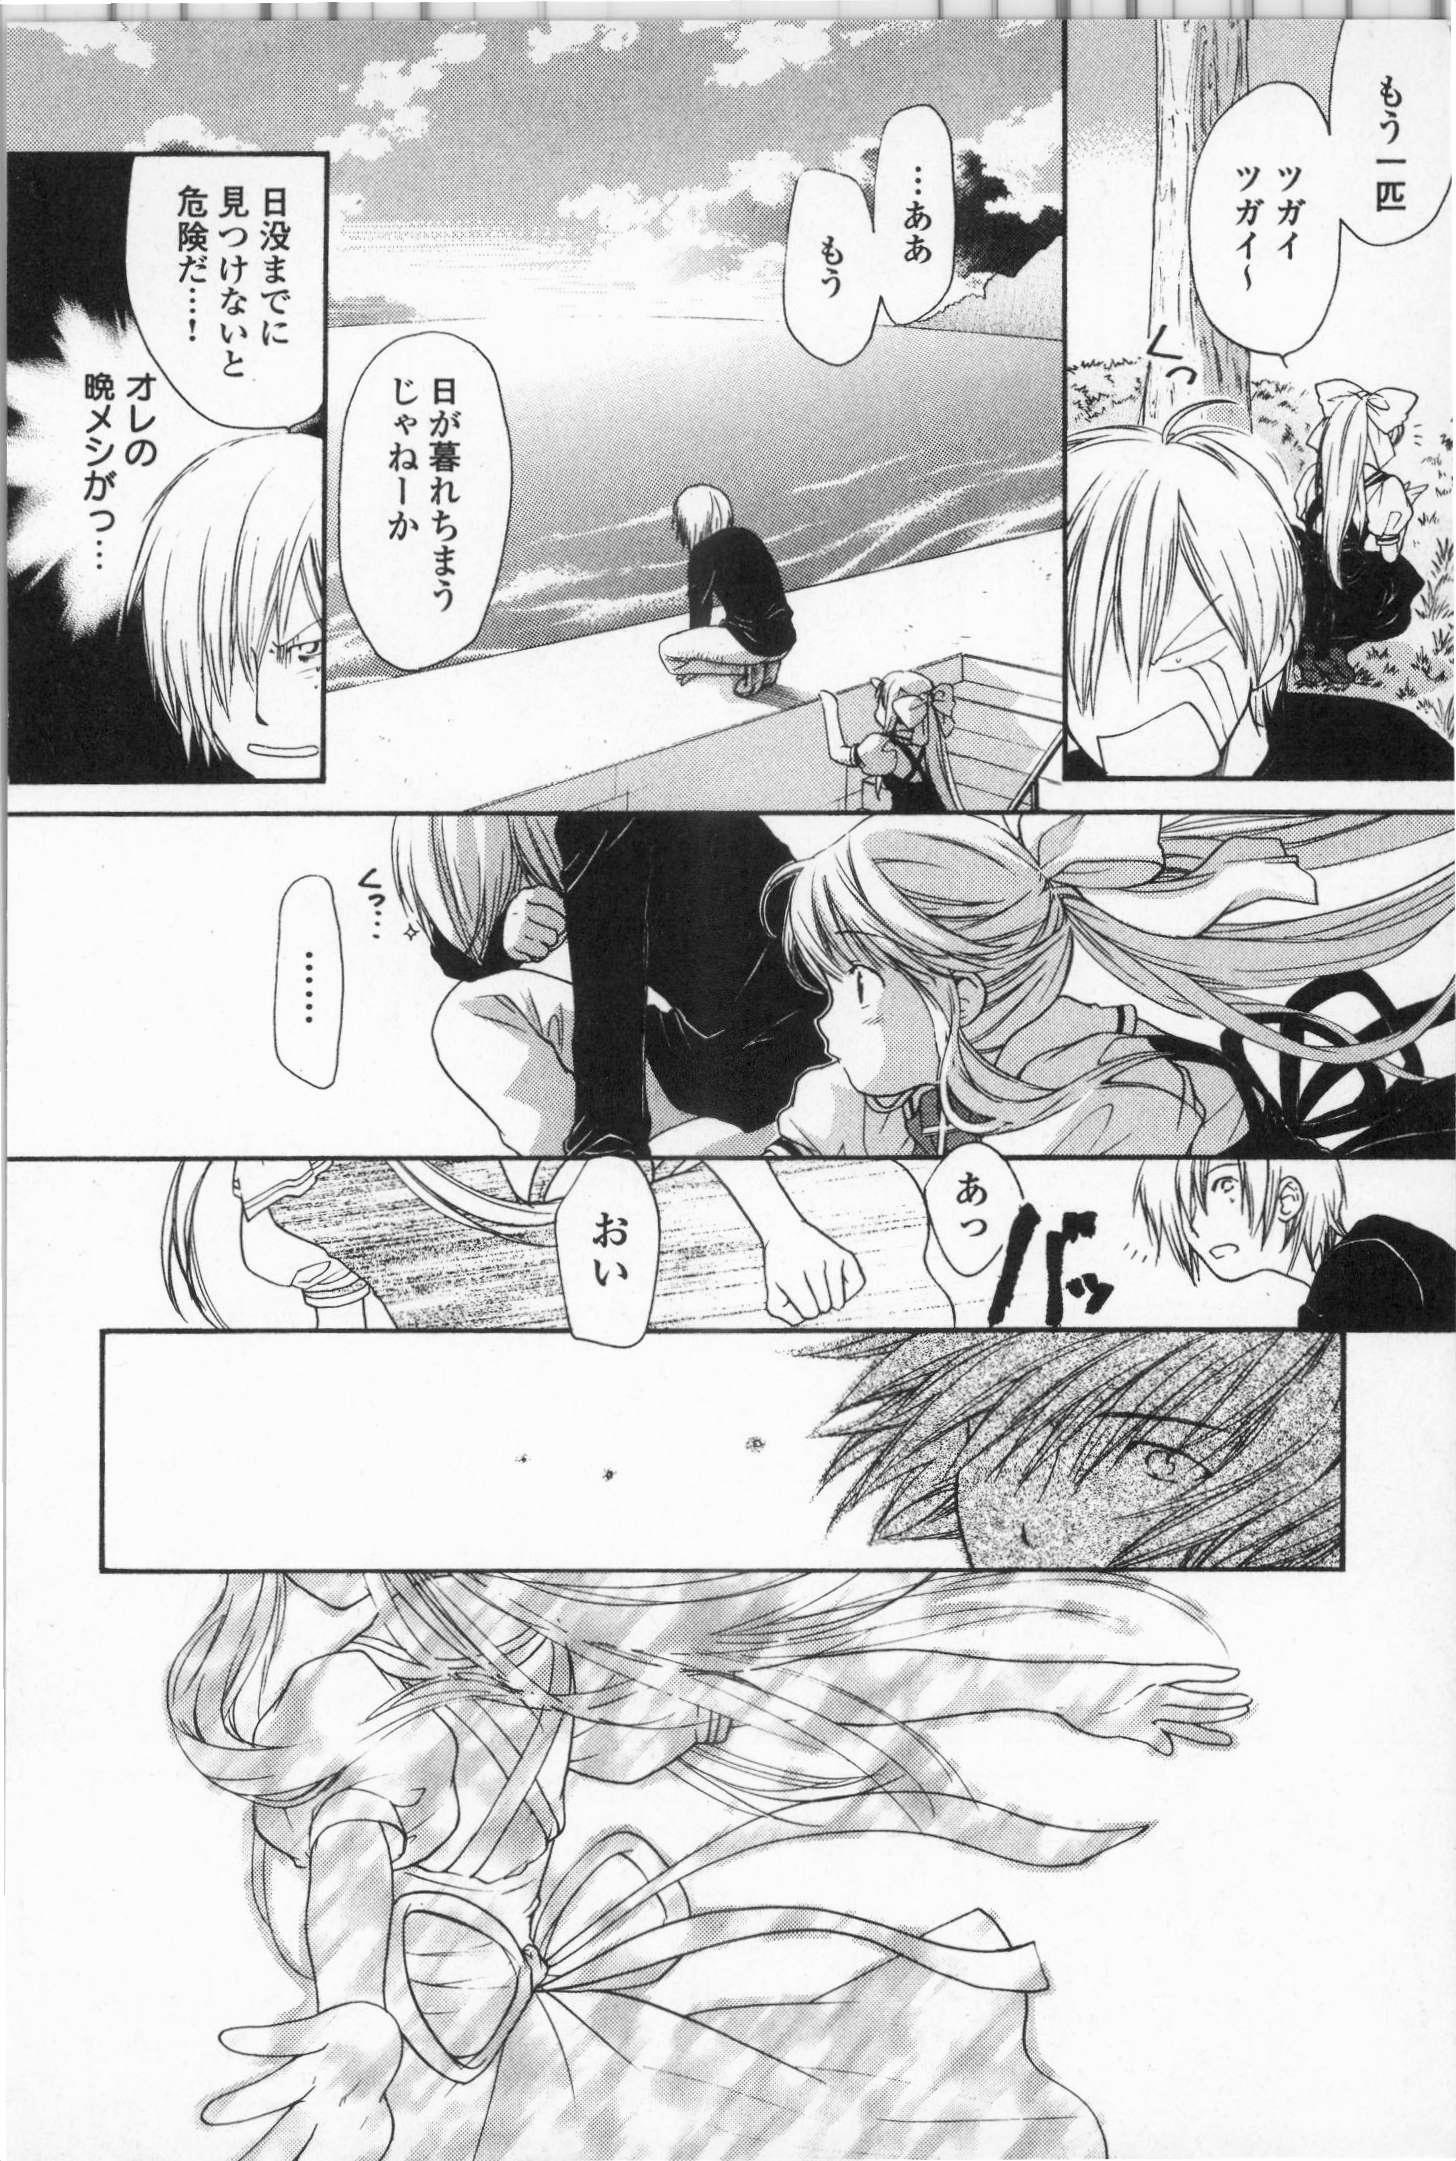 もう一匹
ツガイ
ツガイ〜
くっ
…ああ
もう
日が暮れちまう
じゃねーか
日没までに
見つけないと
危険だ…!
オレの
晩メシがっ…
くっ…
……
バッ
あっ
おい